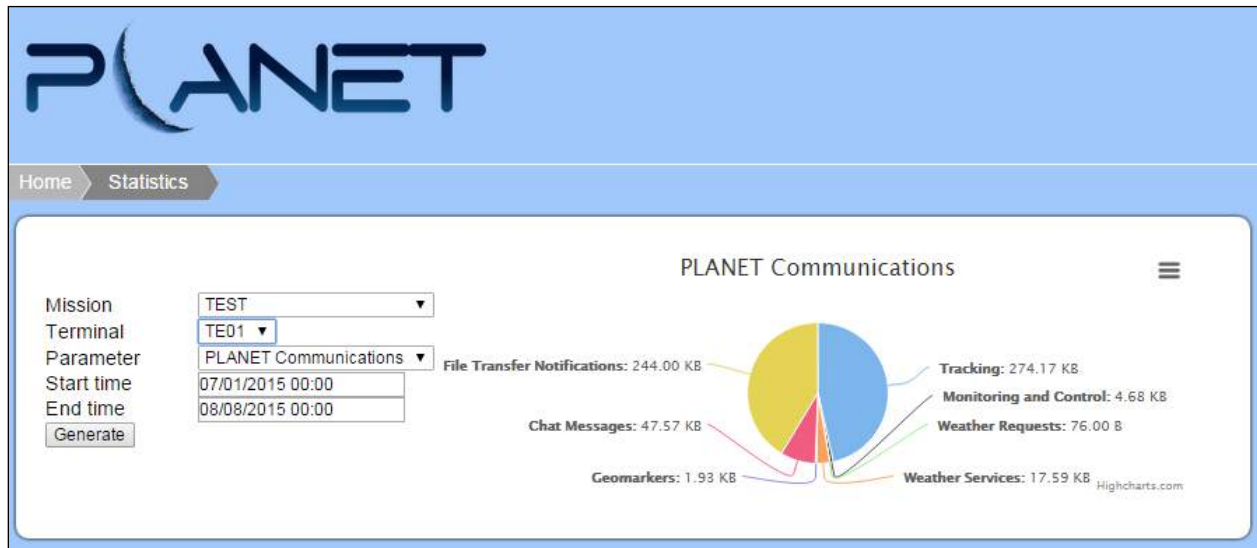 PLANET
Home Statistics
PLANET Communications
Mission TEST
Terminal TE01
Parameter PLANET Communications
Start time 07/01/2015 00:00
End time 08/08/2015 00:00
Generate
File Transfer Notifications: 244.00 KB
Chat Messages: 47.57 KB
Geomarkers: 1.93 KB
Tracking: 274.17 KB
Monitoring and Control: 4.68 KB
Weather Requests: 76.00 B
Weather Services: 17.59 KB
Highcharts.com